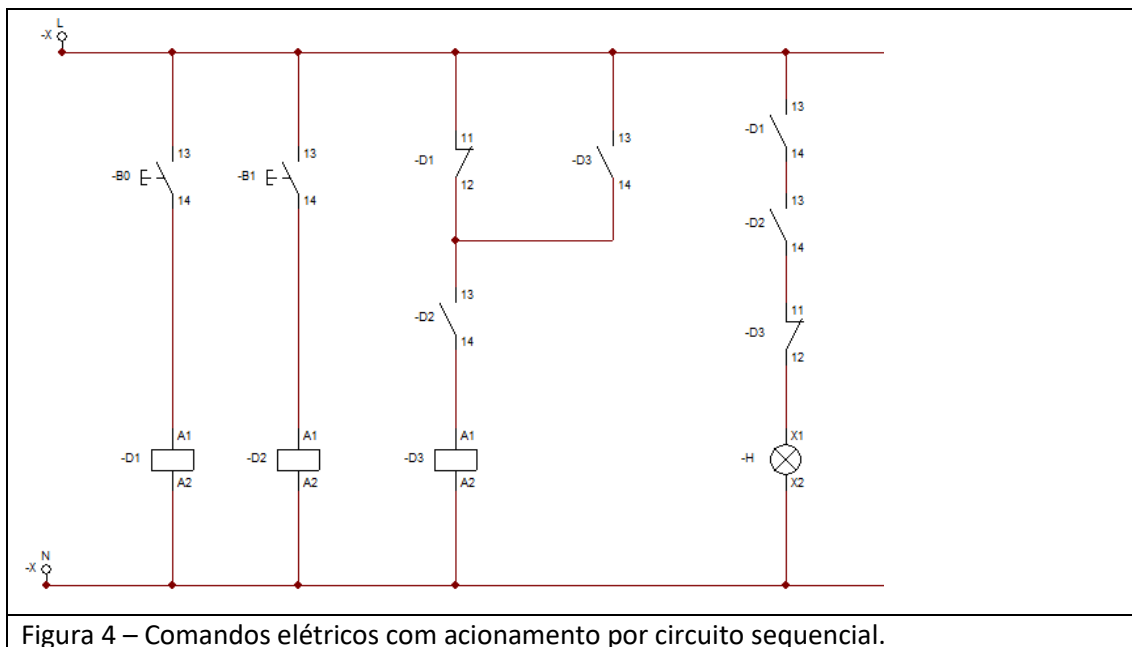 L
-X
13
13
11
13
13
-D1
14
-B0
14
-B1
14
-D1
12
-D3
14
13
-D2
14
13
-D2
14
11
-D3
12
A1
-D1
A2
A1
-D2
A2
A1
-D3
A2
X1
-H
X2
N
-X
Figura 4 – Comandos elétricos com acionamento por circuito sequencial.